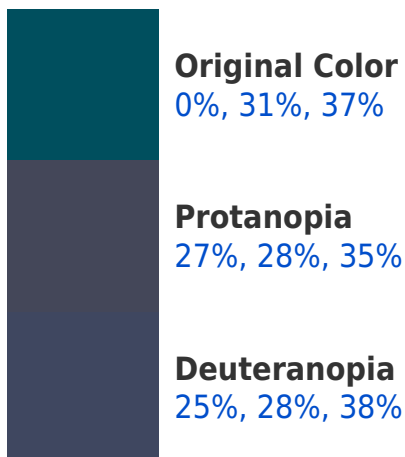 Original Color
0%, 31%, 37%
Protanopia
27%, 28%, 35%
Deuteranopia
25%, 28%, 38%